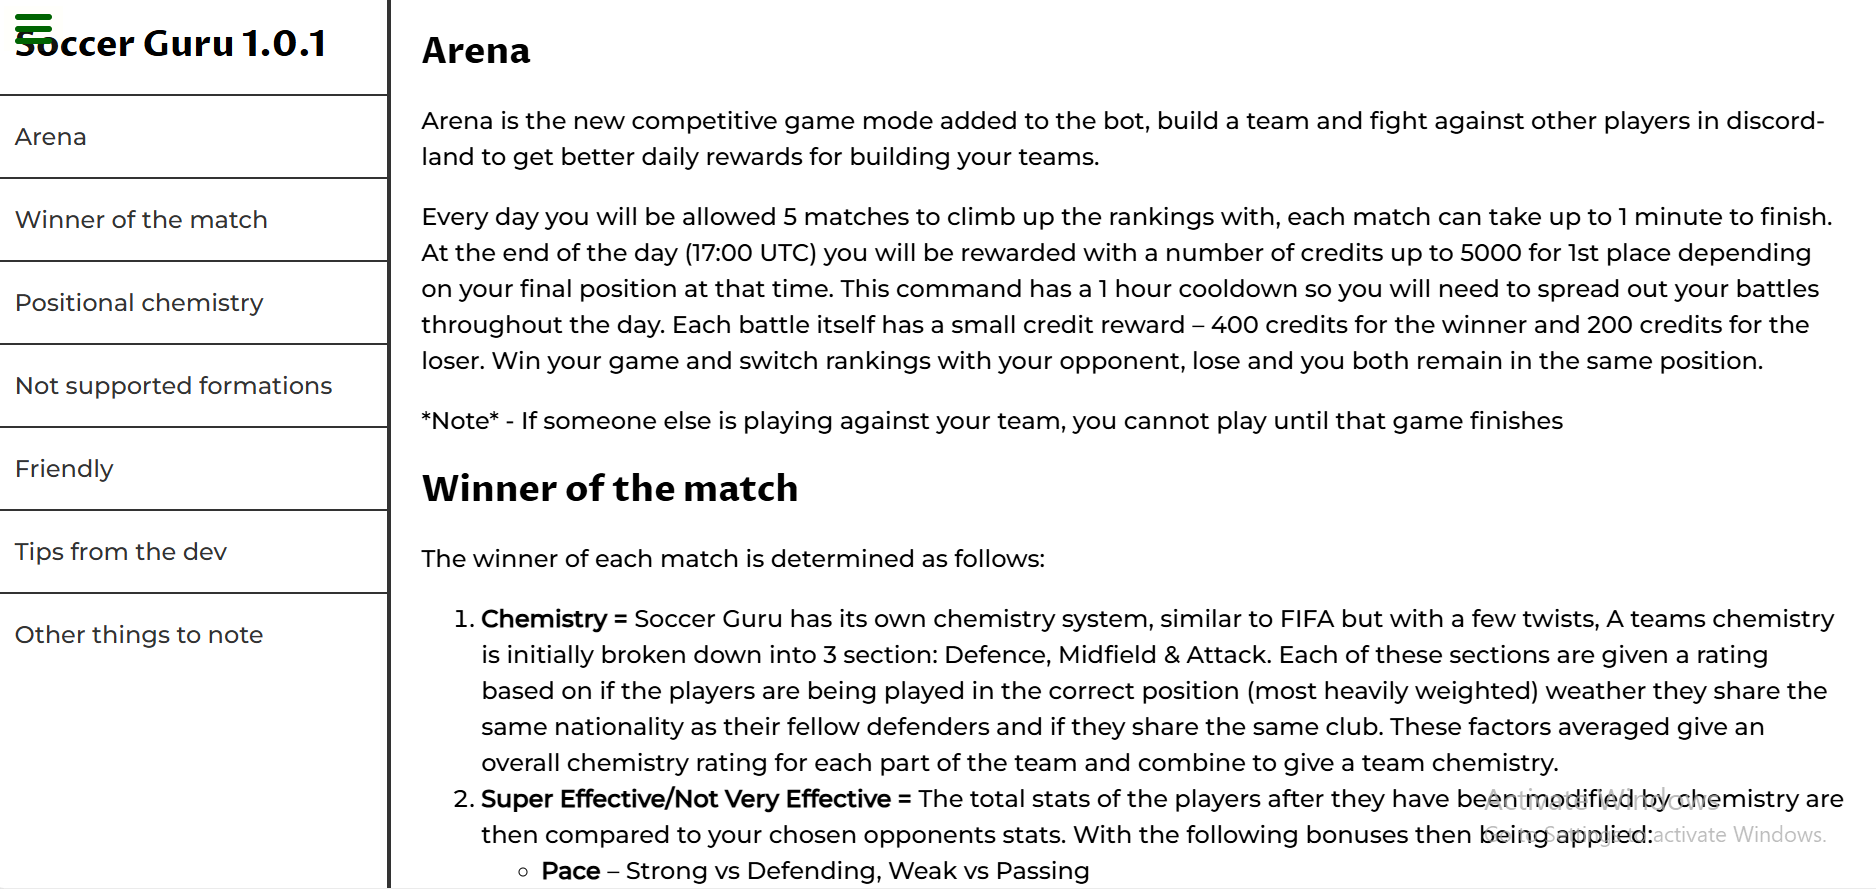 Soccer Guru 1.0.1
Arena
Winner of the match
Positional chemistry
Not supported formations
Friendly
Tips from the dev
Other things to note
Arena
Arena is the new competitive game mode added to the bot, build a team and fight against other players in discord-
land to get better daily rewards for building your teams.
Every day you will be allowed 5 matches to climb up the rankings with, each match can take up to 1 minute to finish.
At the end of the day (17:00 UTC) you will be rewarded with a number of credits up to 5000 for 1st place depending
on your final position at that time. This command has a 1 hour cooldown so you will need to spread out your battles
throughout the day. Each battle itself has a small credit reward – 400 credits for the winner and 200 credits for the
loser. Win your game and switch rankings with your opponent, lose and you both remain in the same position.
*Note* - If someone else is playing against your team, you cannot play until that game finishes
Winner of the match
The winner of each match is determined as follows:
1. Chemistry = Soccer Guru has its own chemistry system, similar to FIFA but with a few twists, A teams chemistry
is initially broken down into 3 section: Defence, Midfield & Attack. Each of these sections are given a rating
based on if the players are being played in the correct position (most heavily weighted) weather they share the
same nationality as their fellow defenders and if they share the same club. These factors averaged give an
overall chemistry rating for each part of the team and combine to give a team chemistry.
2. Super Effective/Not Very Effective = The total stats of the players after they have been modified by chemistry are
then compared to your chosen opponents stats. With the following bonuses then being applied:
○ Pace – Strong vs Defending, Weak vs Passing
Activate Windows
Go to Settings to activate Windows.